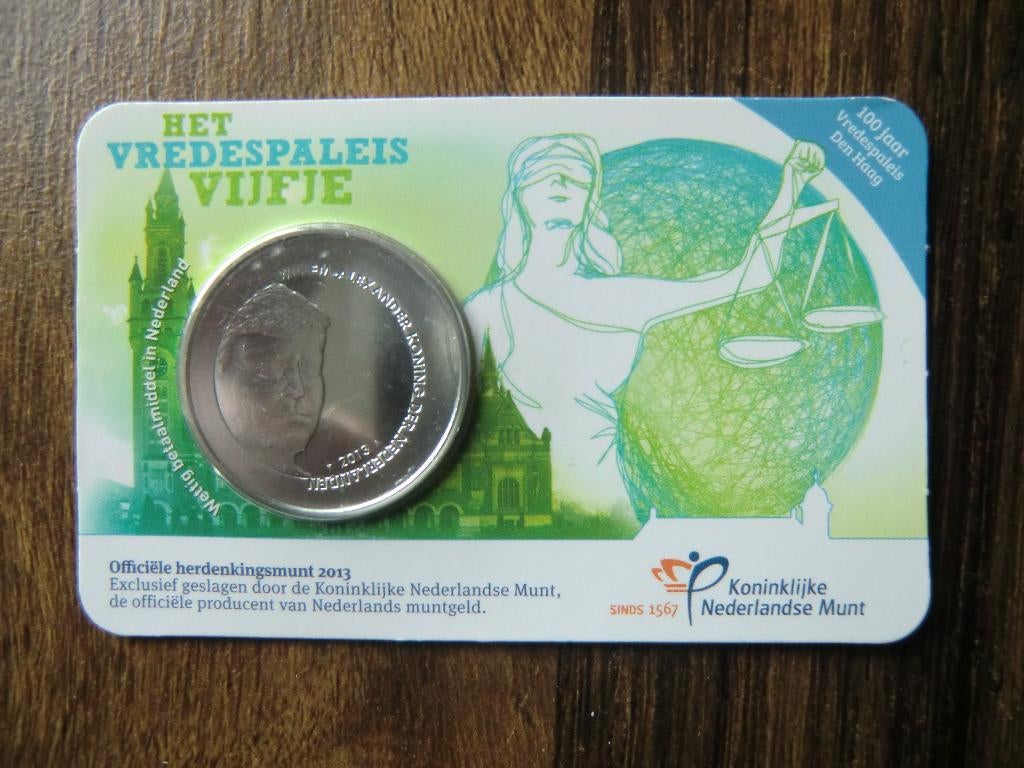 HET
VREDESPALEIS
VIJFJE
100 jaar
Vredespaleis
Den Haag
Wettig betaalmiddel in Nederland
WILLEM-ALEXANDER KONING DER NEDERLANDEN
2013
Officiële herdenkingsmunt 2013
Exclusief geslagen door de Koninklijke Nederlandse Munt,
de officiële producent van Nederlands muntgeld.
SINDS 1567
Koninklijke
Nederlandse Munt